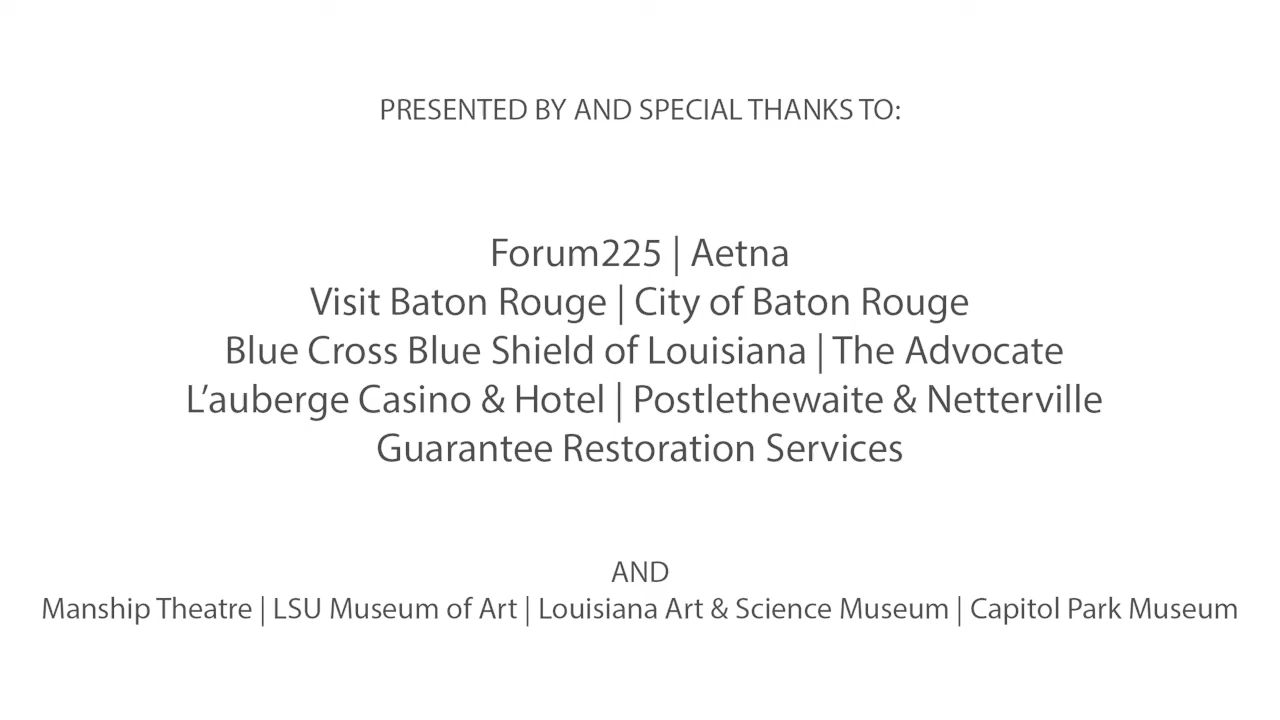 PRESENTED BY AND SPECIAL THANKS TO:
Forum225 | Aetna
Visit Baton Rouge | City of Baton Rouge
Blue Cross Blue Shield of Louisiana | The Advocate
L’auberge Casino & Hotel | Postlethewaite & Netterville
Guarantee Restoration Services
AND
Manship Theatre | LSU Museum of Art | Louisiana Art & Science Museum | Capitol Park Museum